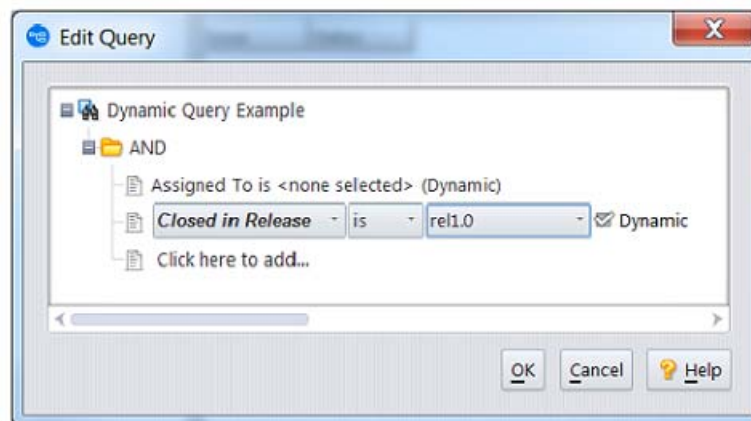 Edit Query
Dynamic Query Example
AND
Assigned To is <none selected> (Dynamic)
Closed in Release is rel1.0 Dynamic
Click here to add...
OK Cancel Help